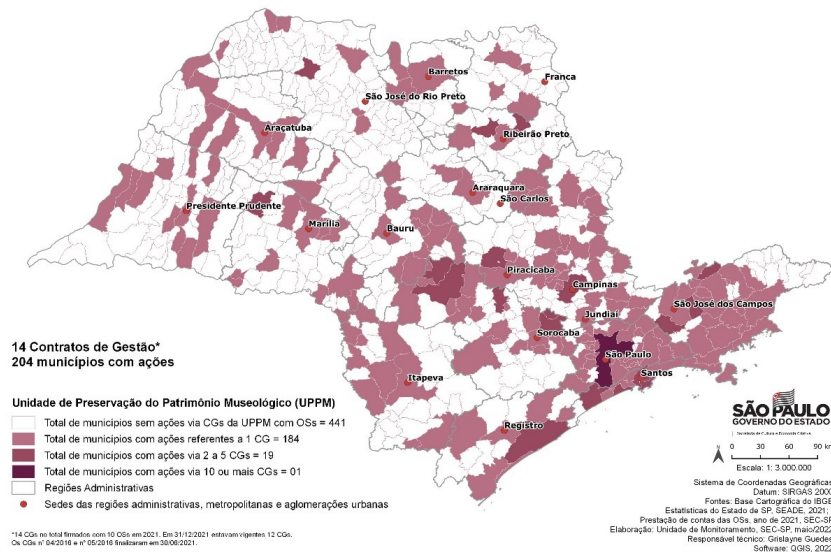 Barretos
Franca
São José do Rio Preto
Araçatuba
Ribeirão Preto
Araraquara
São Carlos
Presidente Prudente
Marília
Bauru
Piracicaba
Campinas
São José dos Campos
Jundiaí
Sorocaba
São Paulo
Santos
Itapeva
Registro
14 Contratos de Gestão*
204 municípios com ações
Unidade de Preservação do Patrimônio Museológico (UPPM)
Total de municípios sem ações via CGs da UPPM com OSs = 441
Total de municípios com ações referentes a 1 CG = 184
Total de municípios com ações via 2 a 5 CGs = 19
Total de municípios com ações via 10 ou mais CGs = 01
Regiões Administrativas
Sedes das regiões administrativas, metropolitanas e aglomerações urbanas
*14 CGs no total firmados com 10 OSs em 2021. Em 31/12/2021 estavam vigentes 12 CGs.
Os CGs n° 04/2016 e n° 05/2016 finalizaram em 30/06/2021.
SÃO PAULO
GOVERNO DO ESTADO
Secretaria de Cultura e Economia Criativa
N
0 30 60 90 km
Escala: 1: 3.000.000
Sistema de Coordenadas Geográficas
Datum: SIRGAS 2000
Fontes: Base Cartográfica do IBGE
Estatísticas do Estado de SP, SEADE, 2021;
Prestação de contas das OSs, ano de 2021, SEC-SP
Elaboração: Unidade de Monitoramento, SEC-SP, maio/2022
Responsável técnico: Grislayne Guedes
Software: QGIS, 2022